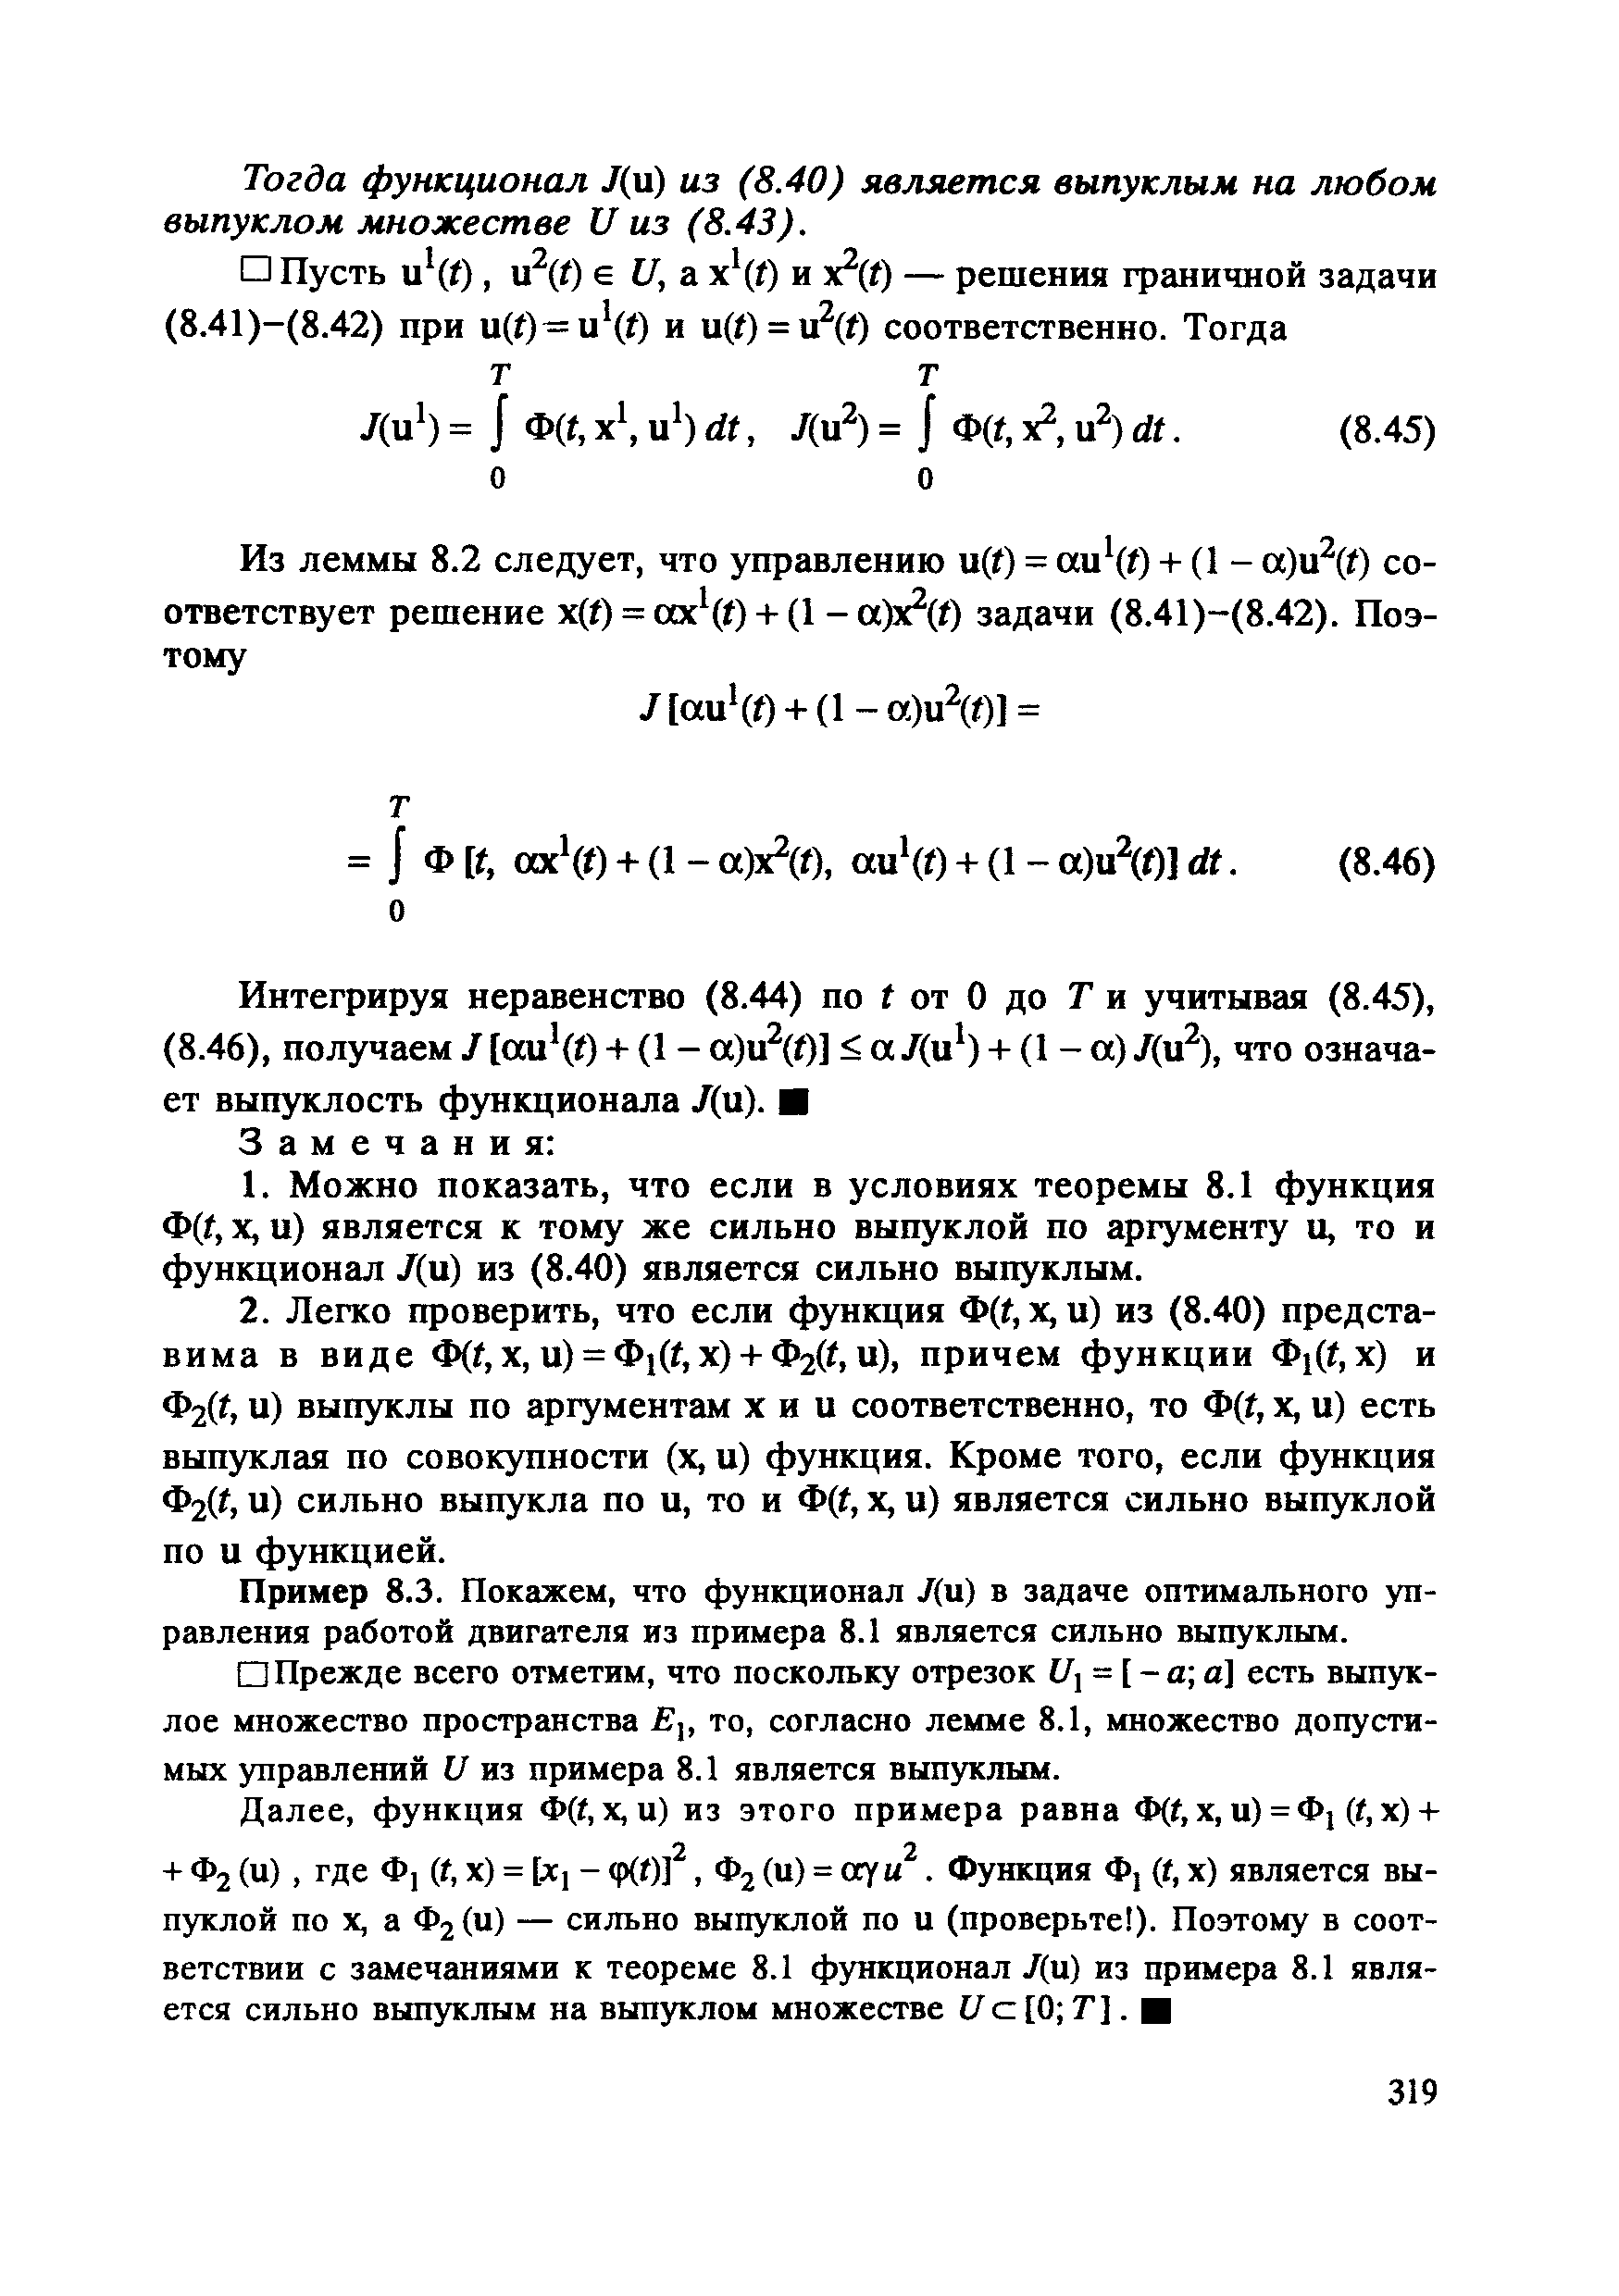 Тогда функционал J(u) из (8.40) является выпуклым на любом
выпуклом множестве U из (8.43).
□ Пусть u¹(t), u²(t) ∈ U, а x¹(t) и x²(t) — решения граничной задачи
(8.41)–(8.42) при u(t) = u¹(t) и u(t) = u²(t) соответственно. Тогда
T T
J(u¹) = ∫ Φ(t, x¹, u¹) dt, J(u²) = ∫ Φ(t, x², u²) dt. (8.45)
0 0
Из леммы 8.2 следует, что управлению u(t) = αu¹(t) + (1 – α)u²(t) со-
ответствует решение x(t) = αx¹(t) + (1 – α)x²(t) задачи (8.41)–(8.42). Поэ-
тому
J [αu¹(t) + (1 – α)u²(t)] =
T
= ∫ Φ [t, αx¹(t) + (1 – α)x²(t), αu¹(t) + (1 – α)u²(t)] dt. (8.46)
0
Интегрируя неравенство (8.44) по t от 0 до T и учитывая (8.45),
(8.46), получаем J [αu¹(t) + (1 – α)u²(t)] ≤ α J(u¹) + (1 – α) J(u²), что означа-
ет выпуклость функционала J(u). ■
З а м е ч а н и я:
1. Можно показать, что если в условиях теоремы 8.1 функция
Φ(t, x, u) является к тому же сильно выпуклой по аргументу u, то и
функционал J(u) из (8.40) является сильно выпуклым.
2. Легко проверить, что если функция Φ(t, x, u) из (8.40) предста-
вима в виде Φ(t, x, u) = Φ₁(t, x) + Φ₂(t, u), причем функции Φ₁(t, x) и
Φ₂(t, u) выпуклы по аргументам x и u соответственно, то Φ(t, x, u) есть
выпуклая по совокупности (x, u) функция. Кроме того, если функция
Φ₂(t, u) сильно выпукла по u, то и Φ(t, x, u) является сильно выпуклой
по u функцией.
Пример 8.3. Покажем, что функционал J(u) в задаче оптимального уп-
равления работой двигателя из примера 8.1 является сильно выпуклым.
□ Прежде всего отметим, что поскольку отрезок U₁ = [ – a; a] есть выпук-
лое множество пространства E₁, то, согласно лемме 8.1, множество допусти-
мых управлений U из примера 8.1 является выпуклым.
Далее, функция Φ(t, x, u) из этого примера равна Φ(t, x, u) = Φ₁ (t, x) +
+ Φ₂ (u) , где Φ₁ (t, x) = [x₁ – φ(t)]² , Φ₂ (u) = αγu² . Функция Φ₁ (t, x) является вы-
пуклой по x, а Φ₂ (u) — сильно выпуклой по u (проверьте!). Поэтому в соот-
ветствии с замечаниями к теореме 8.1 функционал J(u) из примера 8.1 явля-
ется сильно выпуклым на выпуклом множестве U ⊂ [0; T] . ■
319